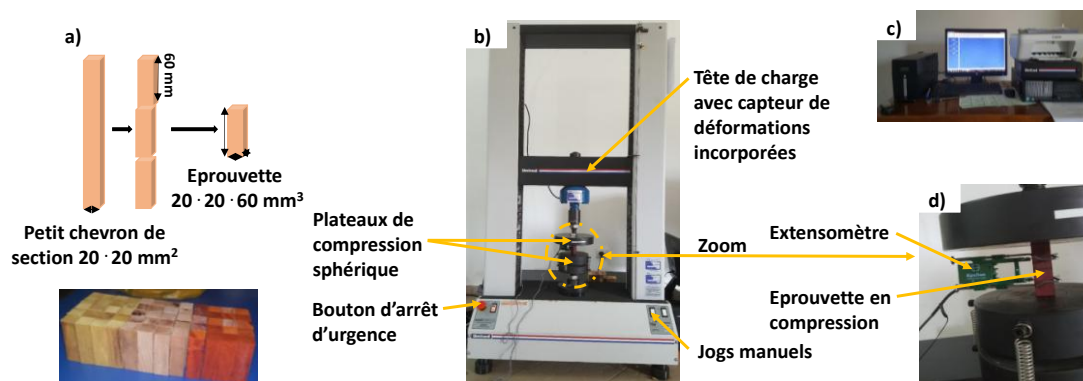 a)
60 mm
Eprouvette
20 · 20 · 60 mm³
Petit chevron de
section 20 · 20 mm²
b)
Tête de charge
avec capteur de
déformations
incorporées
Plateaux de
compression
sphérique
Bouton d'arrêt
d'urgence
Zoom
Jogs manuels
c)
d)
Extensomètre
Eprouvette en
compression